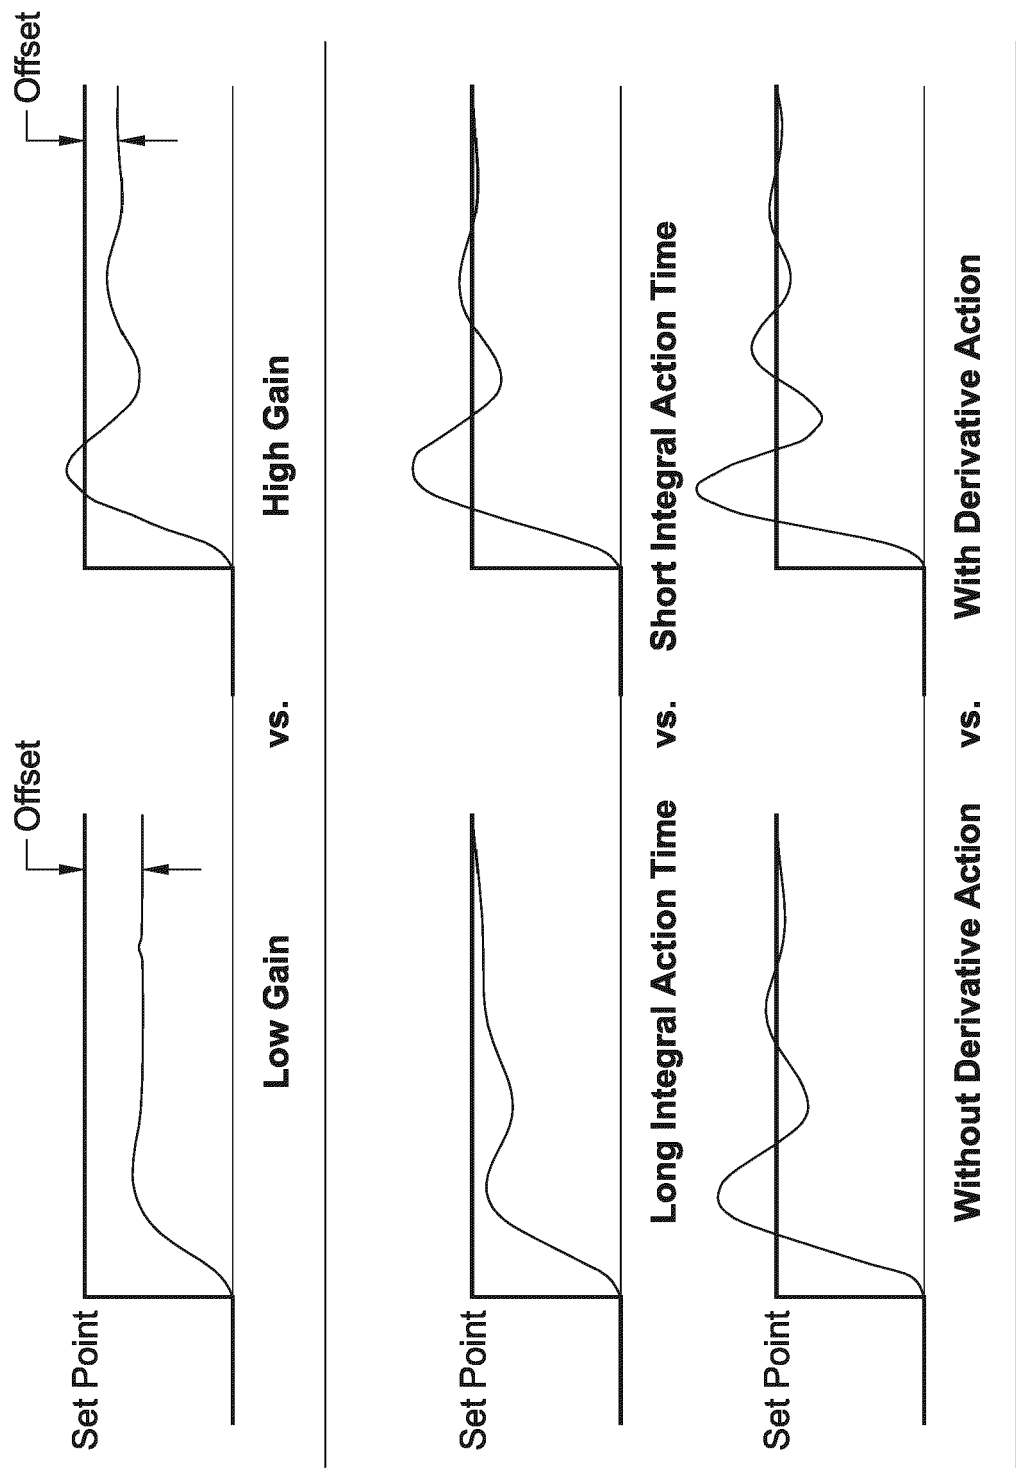 Offset
Offset
Set Point
Low Gain vs. High Gain
Set Point
Long Integral Action Time vs. Short Integral Action Time
Set Point
Without Derivative Action vs. With Derivative Action